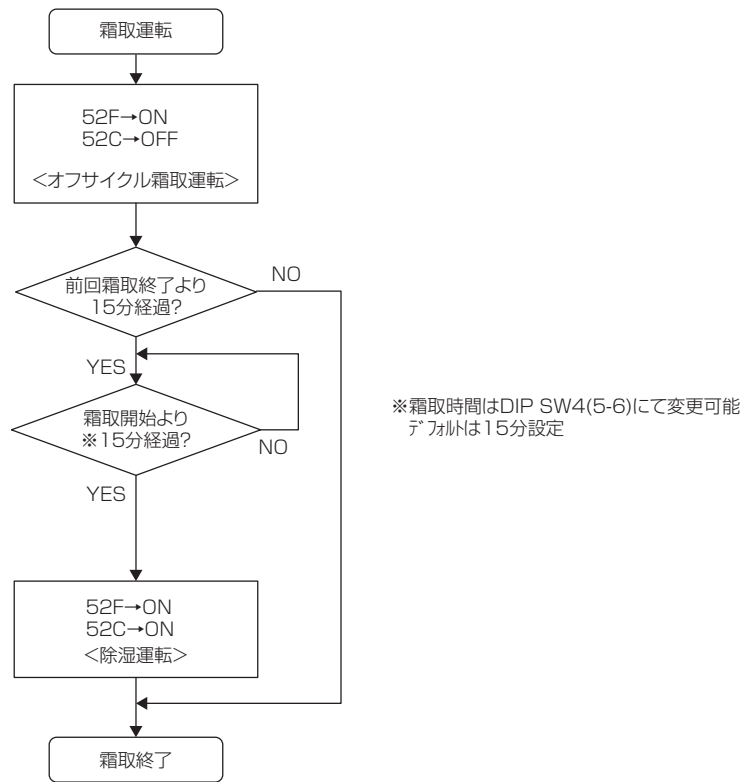 霜取運転
52F→ON
52C→OFF
<オフサイクル霜取運転>
前回霜取終了より
15分経過?
NO
YES
霜取開始より
※15分経過?
NO
YES
※霜取時間はDIP SW4(5-6)にて変更可能
デフォルトは15分設定
52F→ON
52C→ON
<除湿運転>
霜取終了